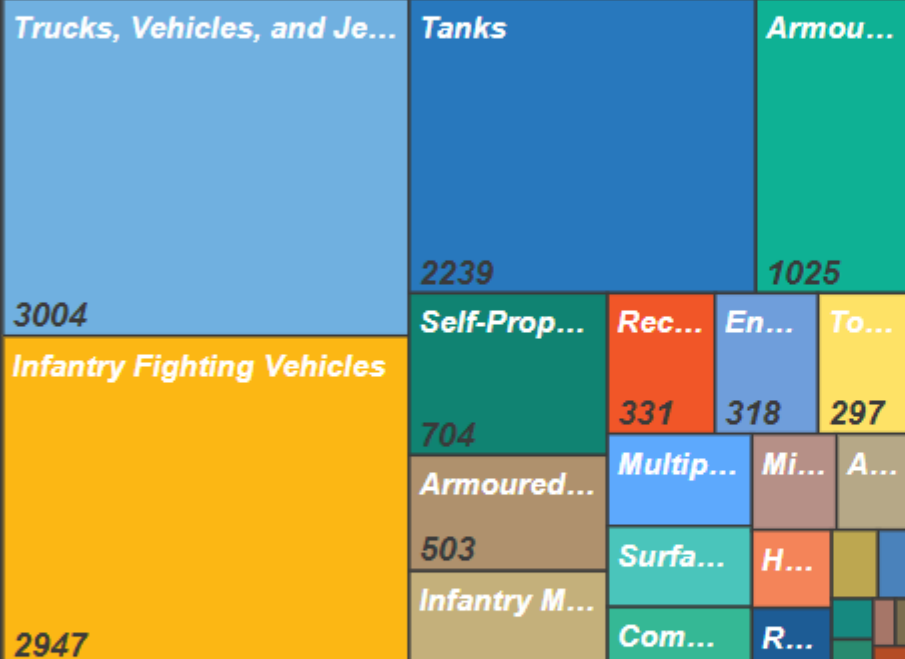 Trucks, Vehicles, and Je...
3004
Infantry Fighting Vehicles
2947
Tanks
2239
Armou...
1025
Self-Prop...
704
Rec...
331
En...
318
To...
297
Armoured...
503
Infantry M...
Multip...
Mi...
A...
Surfa...
H...
Com...
R...